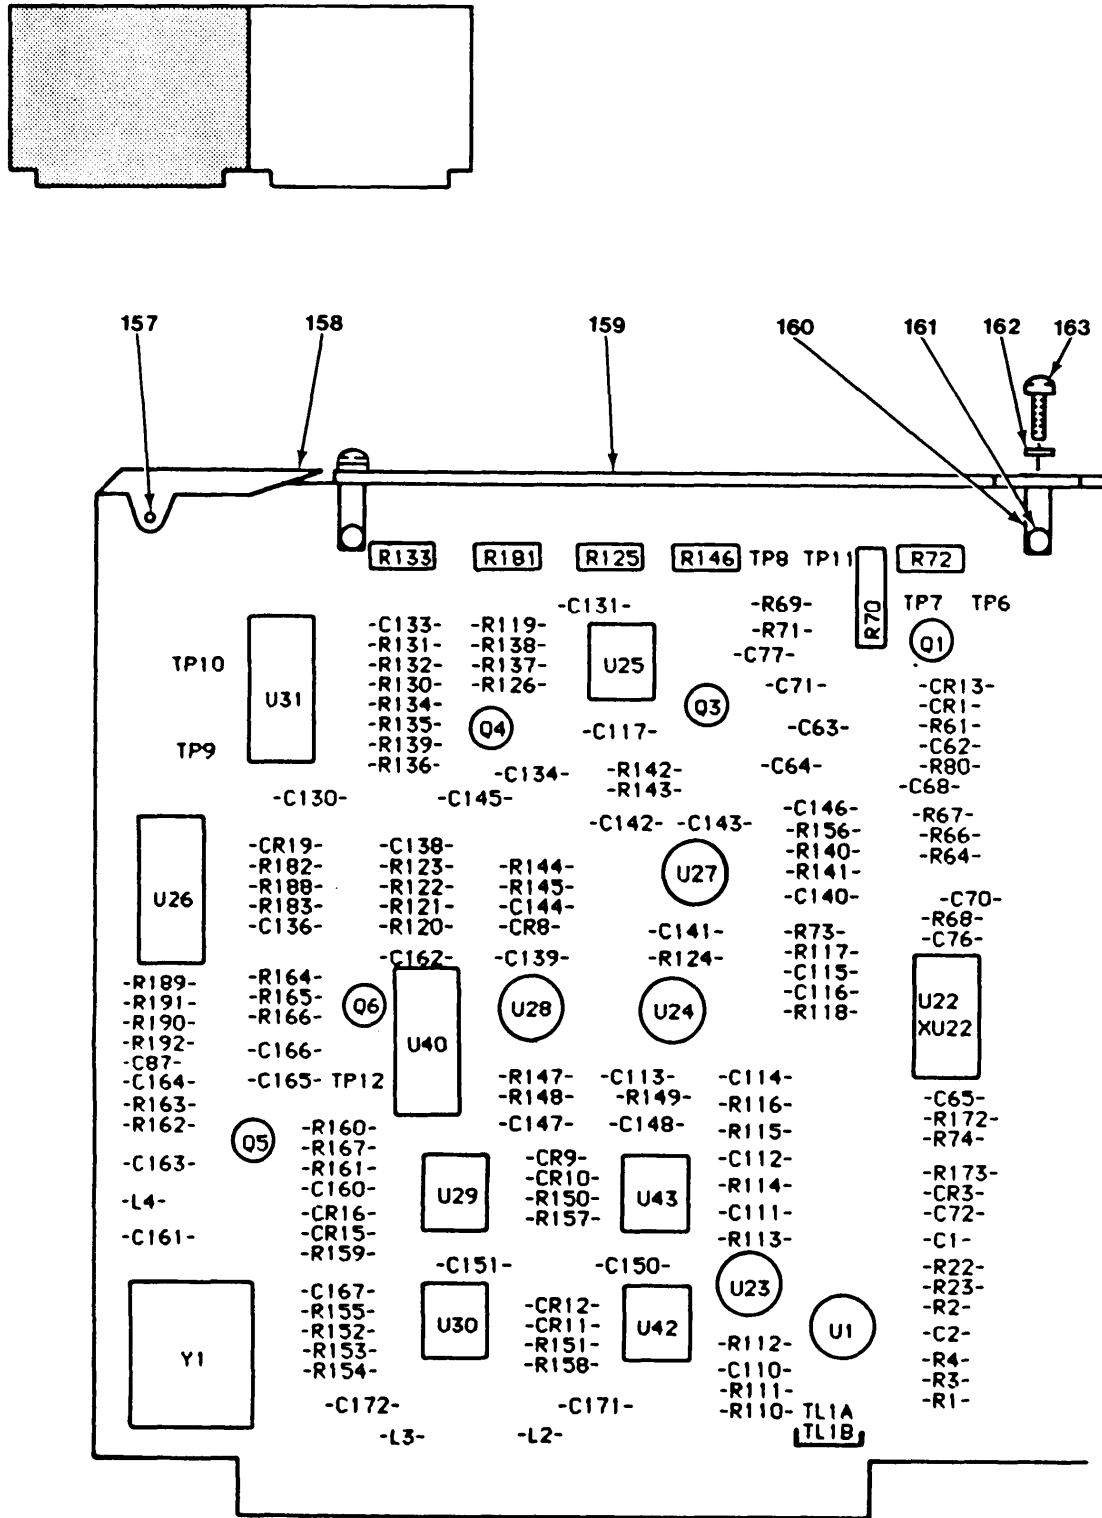 157 158 159 160 161 162 163
R133 R181 R125 R146 TP8 TP11 R72
R70
TP7 TP6
-C131- -R69-
-C133- -R119- -R71- Q1
-R131- -R138-
-C77-
TP10 -R132- -R137- U25
-R130- -R126- -C71- -CR13-
U31 -R134- Q3 -CR1-
-R135- Q4 -C117- -C63- -R61-
TP9 -R139- -C62-
-R136- -C134- -R142- -C64- -R80-
-R143- -C68-
-C130- -C145- -C146- -R67-
-C142- -C143- -R156- -R66-
-CR19- -C138- -R140- -R64-
-R182- -R123- -R144- U27 -R141-
-R188- -R122- -R145- -C140- -C70-
U26 -R183- -R121- -C144- -R68-
-C136- -R120- -CR8- -C141- -R73- -C76-
-C162- -C139- -R124- -R117-
-R189- -R164- -C115-
-R191- -R165- Q6 U28 U24 -C116- U22
-R190- -R166- -R118- XU22
-R192- -C166- U40
-C87-
-C164- -C165- TP12 -R147- -C113- -C114- -C65-
-R163- -R148- -R149- -R116- -R172-
-R162- Q5 -R160- -C147- -C148- -R115- -R74-
-R167-
-C163- -R161- -CR9- -C112- -R173-
-C160- U29 -CR10- U43 -R114- -CR3-
-L4- -CR16- -R150- -C111- -C72-
-CR15- -R157-
-C161- -R159- -R113- -C1-
-C151- -C150- -R22-
-C167- U23 -R23-
-R155- -CR12- -R2-
-R152- U30 -CR11- U42 U1 -C2-
Y1 -R153- -R151- -R112- -R4-
-R154- -R158- -C110- -R3-
-R111- -R1-
-C172- -C171- -R110- TL1A
-L3- -L2- TL1B